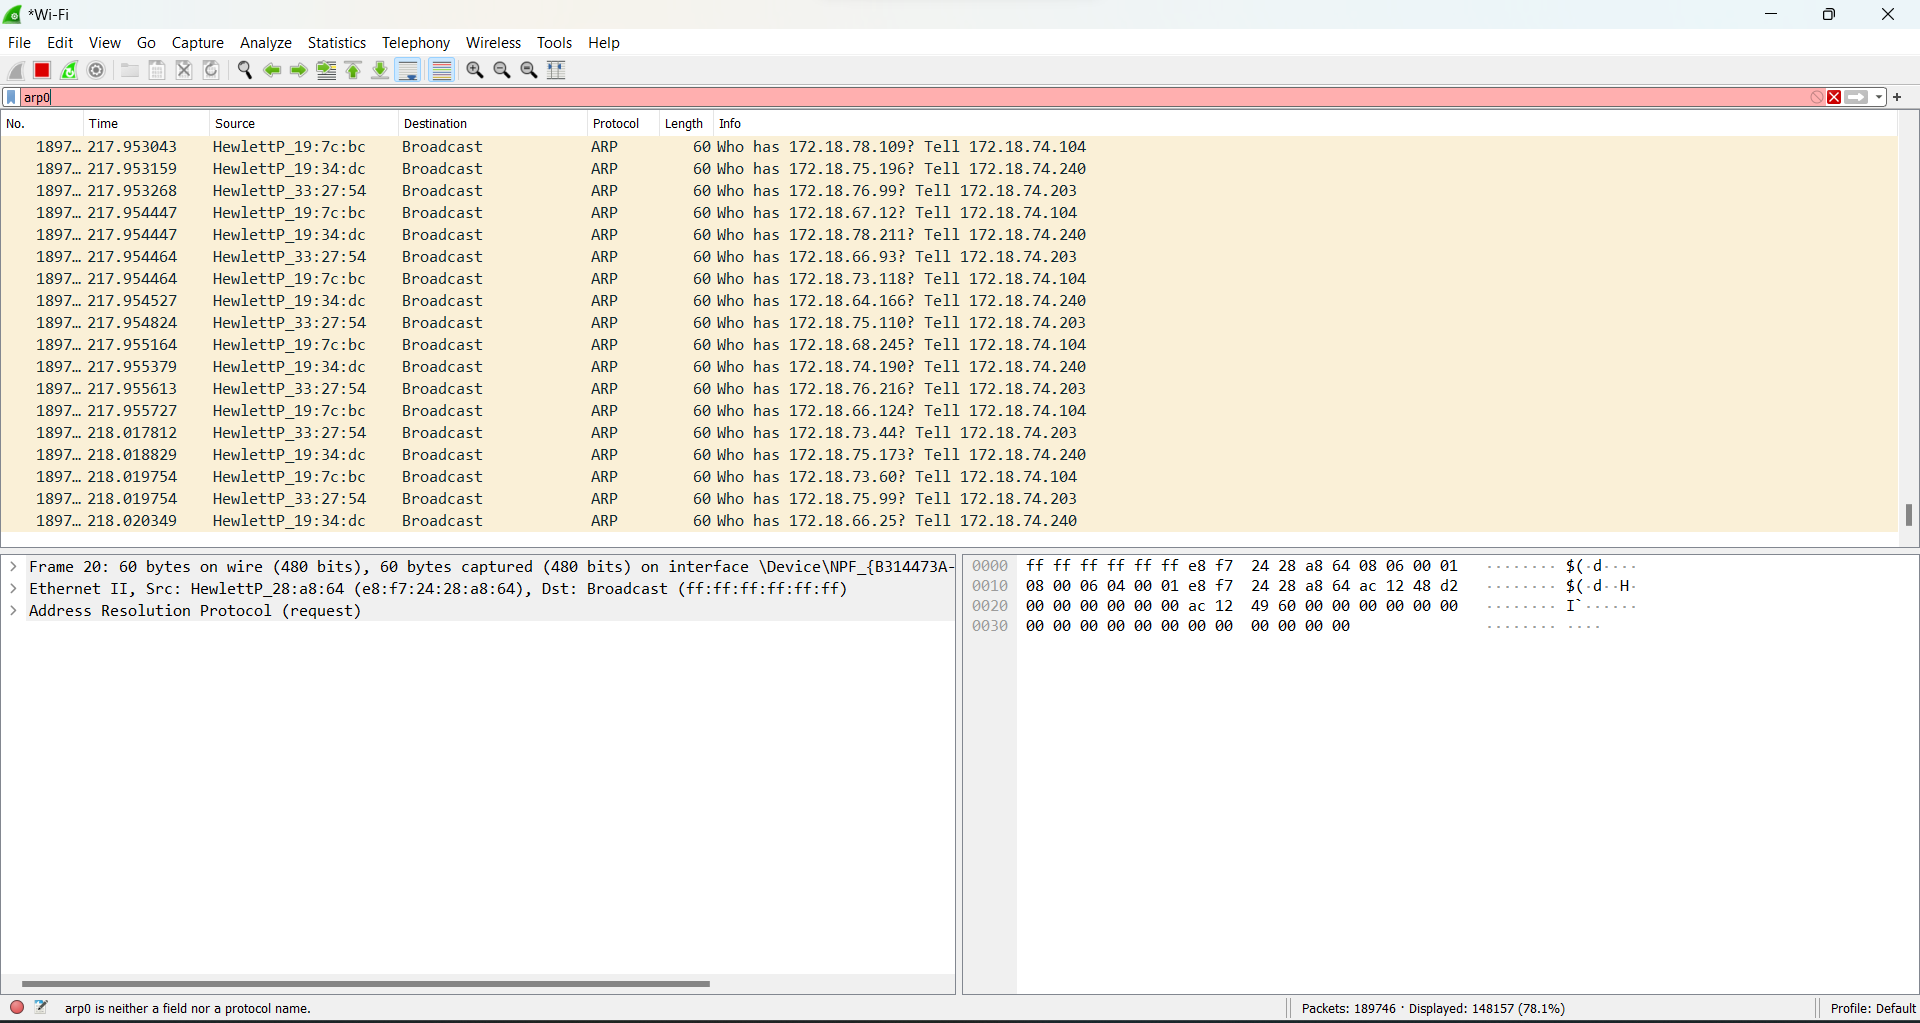 *Wi-Fi
File Edit View Go Capture Analyze Statistics Telephony Wireless Tools Help
arp0
No. Time Source Destination Protocol Length Info
1897… 217.953043 HewlettP_19:7c:bc Broadcast ARP 60 Who has 172.18.78.109? Tell 172.18.74.104
1897… 217.953159 HewlettP_19:34:dc Broadcast ARP 60 Who has 172.18.75.196? Tell 172.18.74.240
1897… 217.953268 HewlettP_33:27:54 Broadcast ARP 60 Who has 172.18.76.99? Tell 172.18.74.203
1897… 217.954447 HewlettP_19:7c:bc Broadcast ARP 60 Who has 172.18.67.12? Tell 172.18.74.104
1897… 217.954447 HewlettP_19:34:dc Broadcast ARP 60 Who has 172.18.78.211? Tell 172.18.74.240
1897… 217.954464 HewlettP_33:27:54 Broadcast ARP 60 Who has 172.18.66.93? Tell 172.18.74.203
1897… 217.954464 HewlettP_19:7c:bc Broadcast ARP 60 Who has 172.18.73.118? Tell 172.18.74.104
1897… 217.954527 HewlettP_19:34:dc Broadcast ARP 60 Who has 172.18.64.166? Tell 172.18.74.240
1897… 217.954824 HewlettP_33:27:54 Broadcast ARP 60 Who has 172.18.75.110? Tell 172.18.74.203
1897… 217.955164 HewlettP_19:7c:bc Broadcast ARP 60 Who has 172.18.68.245? Tell 172.18.74.104
1897… 217.955379 HewlettP_19:34:dc Broadcast ARP 60 Who has 172.18.74.190? Tell 172.18.74.240
1897… 217.955613 HewlettP_33:27:54 Broadcast ARP 60 Who has 172.18.76.216? Tell 172.18.74.203
1897… 217.955727 HewlettP_19:7c:bc Broadcast ARP 60 Who has 172.18.66.124? Tell 172.18.74.104
1897… 218.017812 HewlettP_33:27:54 Broadcast ARP 60 Who has 172.18.73.44? Tell 172.18.74.203
1897… 218.018829 HewlettP_19:34:dc Broadcast ARP 60 Who has 172.18.75.173? Tell 172.18.74.240
1897… 218.019754 HewlettP_19:7c:bc Broadcast ARP 60 Who has 172.18.73.60? Tell 172.18.74.104
1897… 218.019754 HewlettP_33:27:54 Broadcast ARP 60 Who has 172.18.75.99? Tell 172.18.74.203
1897… 218.020349 HewlettP_19:34:dc Broadcast ARP 60 Who has 172.18.66.25? Tell 172.18.74.240
Frame 20: 60 bytes on wire (480 bits), 60 bytes captured (480 bits) on interface \Device\NPF_{B314473A-
Ethernet II, Src: HewlettP_28:a8:64 (e8:f7:24:28:a8:64), Dst: Broadcast (ff:ff:ff:ff:ff:ff)
Address Resolution Protocol (request)
0000 ff ff ff ff ff ff e8 f7 24 28 a8 64 08 06 00 01 ········ $(·d····
0010 08 00 06 04 00 01 e8 f7 24 28 a8 64 ac 12 48 d2 ········ $(·d··H·
0020 00 00 00 00 00 00 ac 12 49 60 00 00 00 00 00 00 ········ I`······
0030 00 00 00 00 00 00 00 00 00 00 00 00 ········ ····
arp0 is neither a field nor a protocol name.
Packets: 189746 · Displayed: 148157 (78.1%)
Profile: Default